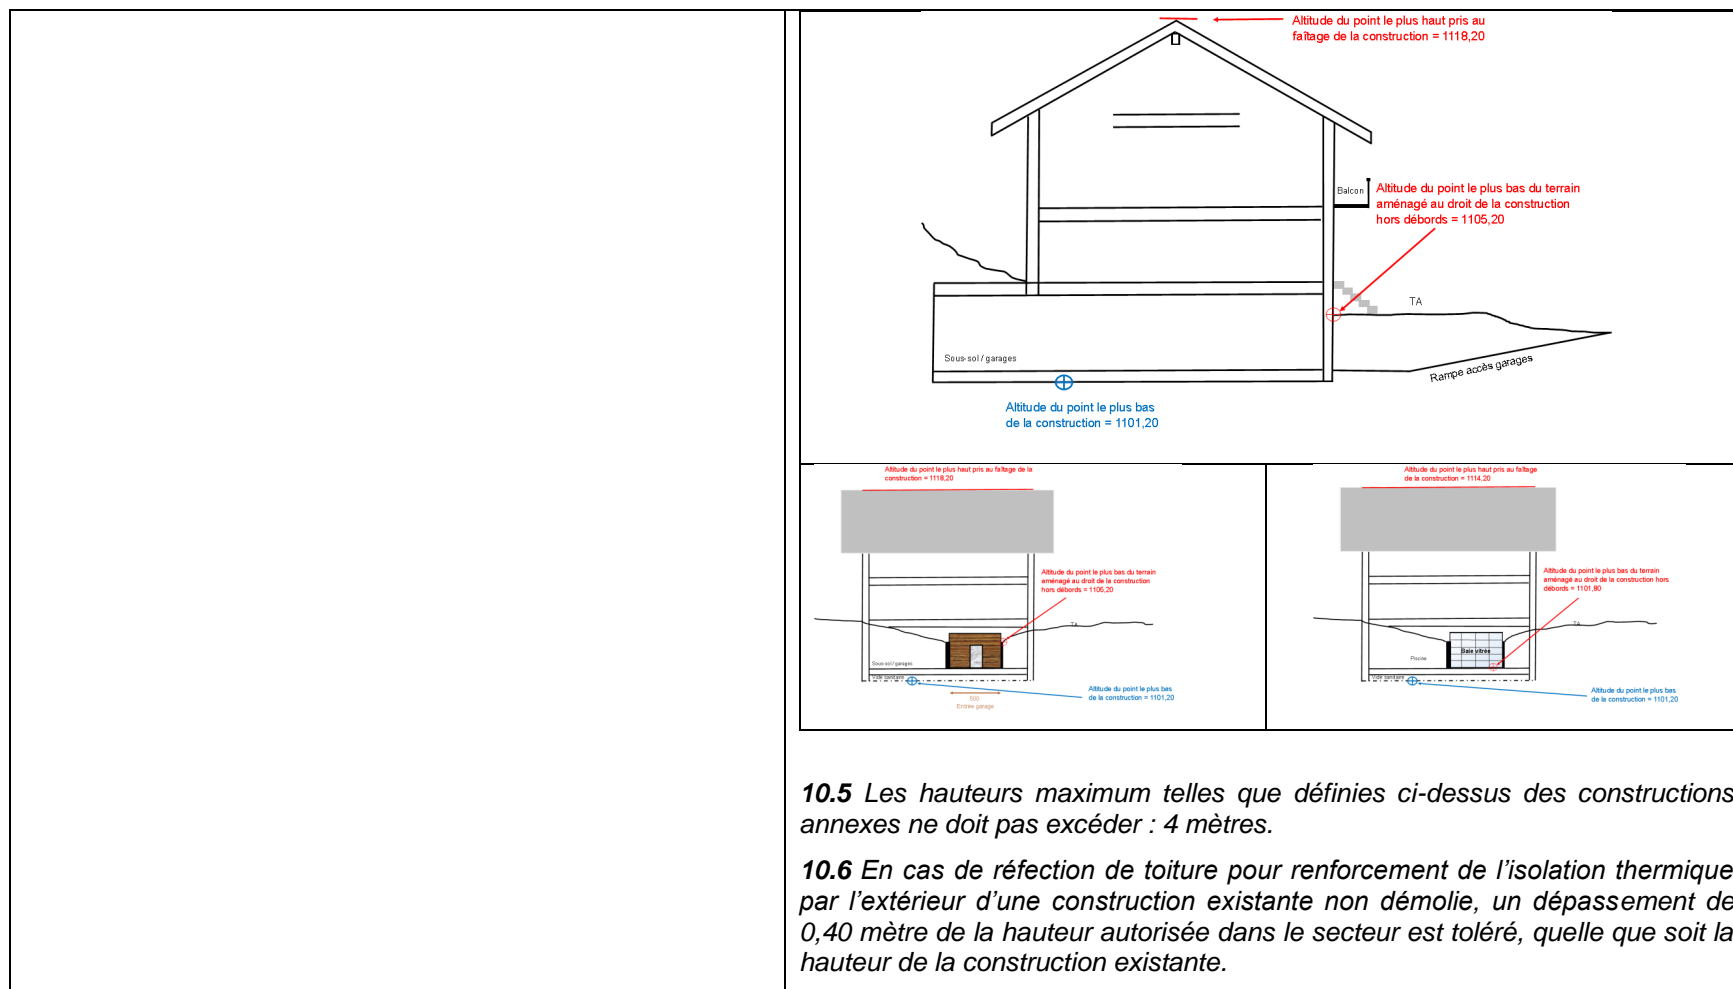 Altitude du point le plus haut pris au
faîtage de la construction = 1118,20
Balcon
Altitude du point le plus bas du terrain
aménagé au droit de la construction
hors débords = 1105,20
TA
Sous-sol / garages
Rampe accès garages
Altitude du point le plus bas
de la construction = 1101,20
Altitude du point le plus haut pris au faîtage de la
construction = 1118,20
Altitude du point le plus bas du terrain
aménagé au droit de la construction
hors débords = 1105,20
TA
Sous-sol / garages
Vide sanitaire
Altitude du point le plus bas
de la construction = 1101,20
500
Entrée garage
Altitude du point le plus haut pris au faîtage
de la construction = 1114,20
Altitude du point le plus bas du terrain
aménagé au droit de la construction hors
débords = 1101,80
TA
Baie vitrée
Piscine
Vide sanitaire
Altitude du point le plus bas
de la construction = 1101,20
10.5 Les hauteurs maximum telles que définies ci-dessus des constructions
annexes ne doit pas excéder : 4 mètres.
10.6 En cas de réfection de toiture pour renforcement de l'isolation thermique
par l'extérieur d'une construction existante non démolie, un dépassement de
0,40 mètre de la hauteur autorisée dans le secteur est toléré, quelle que soit la
hauteur de la construction existante.